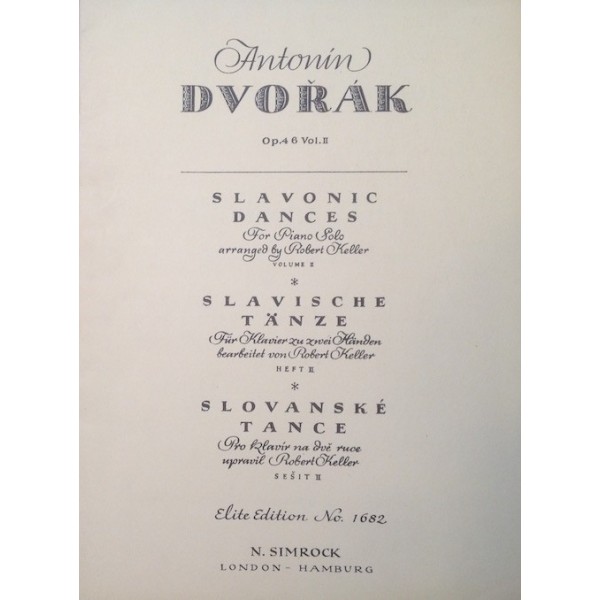 Antonín
DVOŘÁK
Op.46 Vol.II
SLAVONIC
DANCES
For Piano Solo
arranged by Robert Keller
VOLUME II
*
SLAVISCHE
TÄNZE
Für Klavier zu zwei Händen
bearbeitet von Robert Keller
HEFT II
*
SLOVANSKÉ
TANCE
Pro klavír na dvě ruce
upravil Robert Keller
SEŠIT II
Elite Edition No. 1682
N. SIMROCK
LONDON - HAMBURG